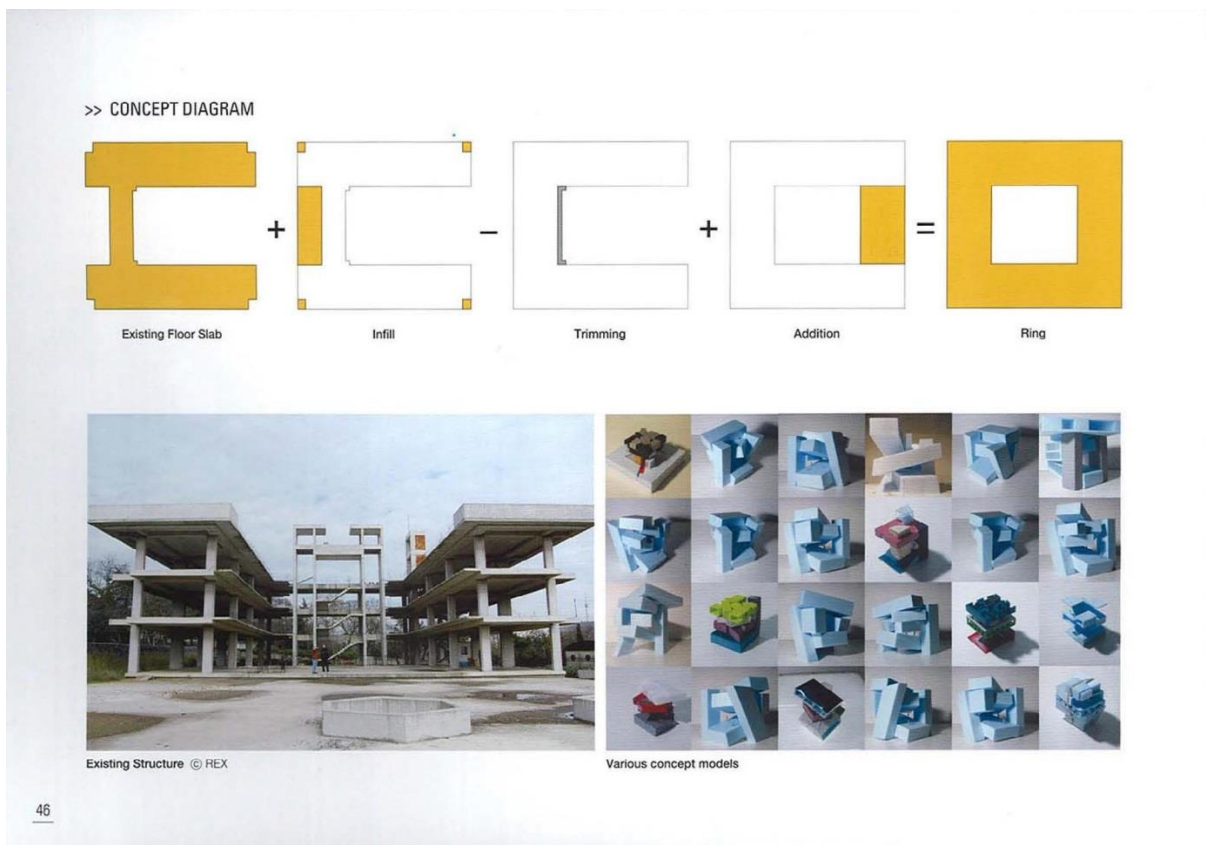 >> CONCEPT DIAGRAM
+
−
+
=
Existing Floor Slab
Infill
Trimming
Addition
Ring
Existing Structure © REX
Various concept models
46